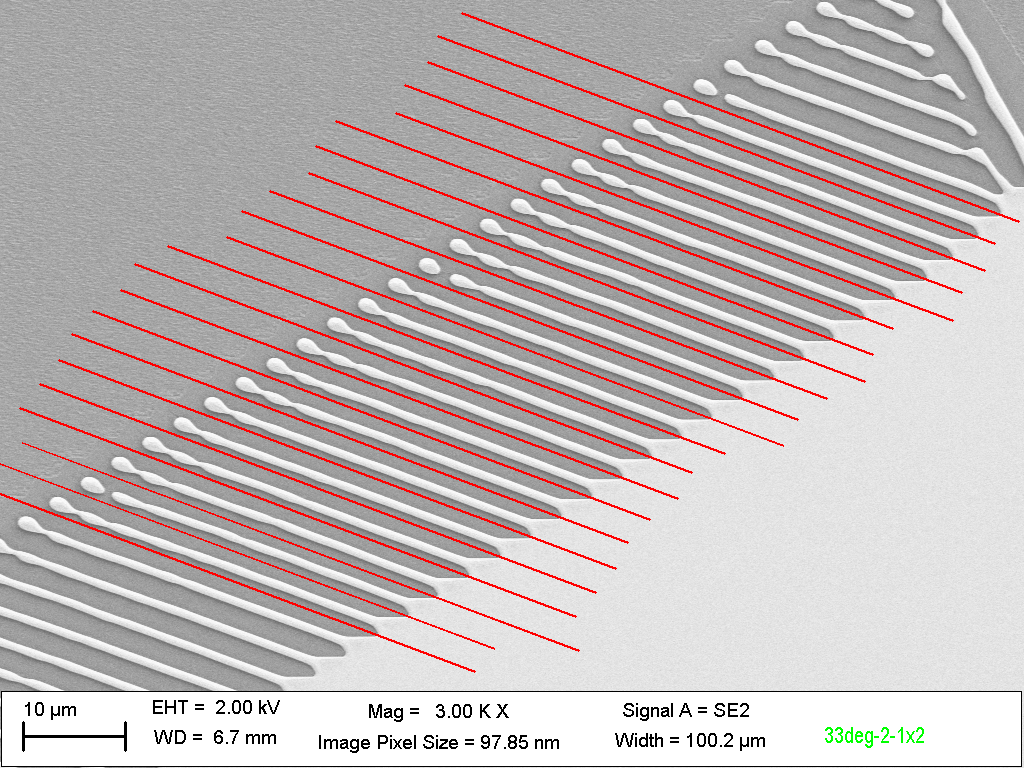 10 µm EHT = 2.00 kV Mag = 3.00 K X Signal A = SE2
WD = 6.7 mm Image Pixel Size = 97.85 nm Width = 100.2 µm 33deg-2-1x2